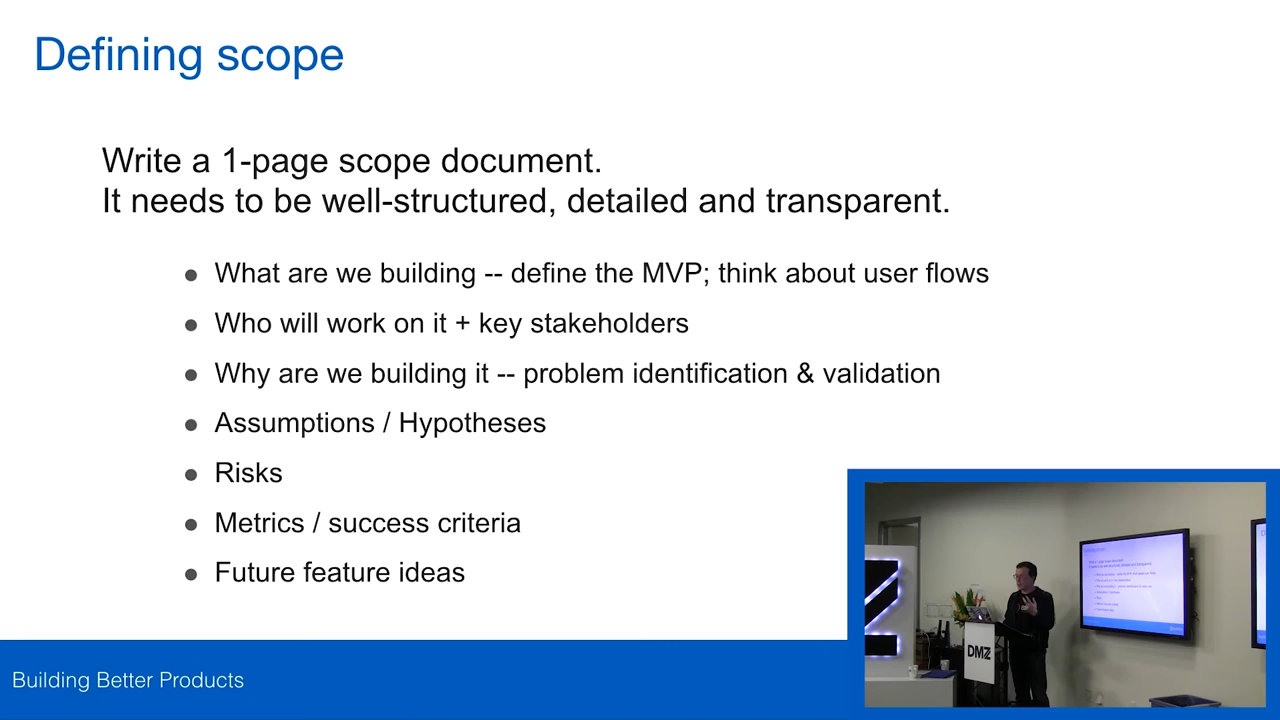 Defining scope
Write a 1-page scope document.
It needs to be well-structured, detailed and transparent.
● What are we building -- define the MVP; think about user flows
● Who will work on it + key stakeholders
● Why are we building it -- problem identification & validation
● Assumptions / Hypotheses
● Risks
● Metrics / success criteria
● Future feature ideas
Building Better Products
DMZ